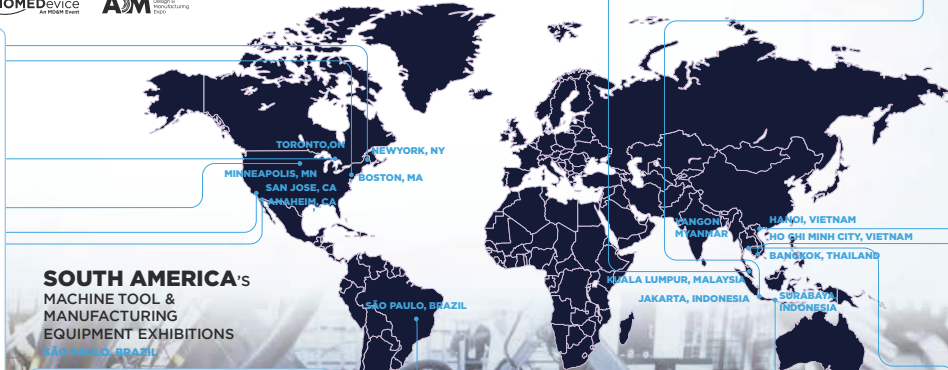 IOMEDevice
An MD&M Event
ADM
Design &
Manufacturing
Expo
TORONTO,ON
NEWYORK, NY
MINNEAPOLIS, MN
BOSTON, MA
SAN JOSE, CA
ANAHEIM, CA
YANGON
MYANMAR
HANOI, VIETNAM
HO CHI MINH CITY, VIETNAM
BANGKOK, THAILAND
KUALA LUMPUR, MALAYSIA
JAKARTA, INDONESIA
SURABAYA,
INDONESIA
SÃO PAULO, BRAZIL
SOUTH AMERICA'S
MACHINE TOOL &
MANUFACTURING
EQUIPMENT EXHIBITIONS
SÃO PAULO, BRAZIL